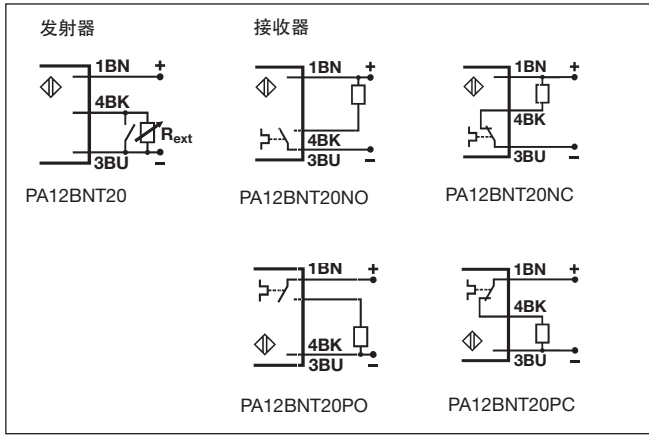 发射器
接收器
1BN +
4BK
Rext
3BU −
PA12BNT20
1BN +
4BK
3BU −
PA12BNT20NO
1BN +
4BK
3BU −
PA12BNT20NC
1BN +
4BK
3BU −
PA12BNT20PO
1BN +
4BK
3BU −
PA12BNT20PC